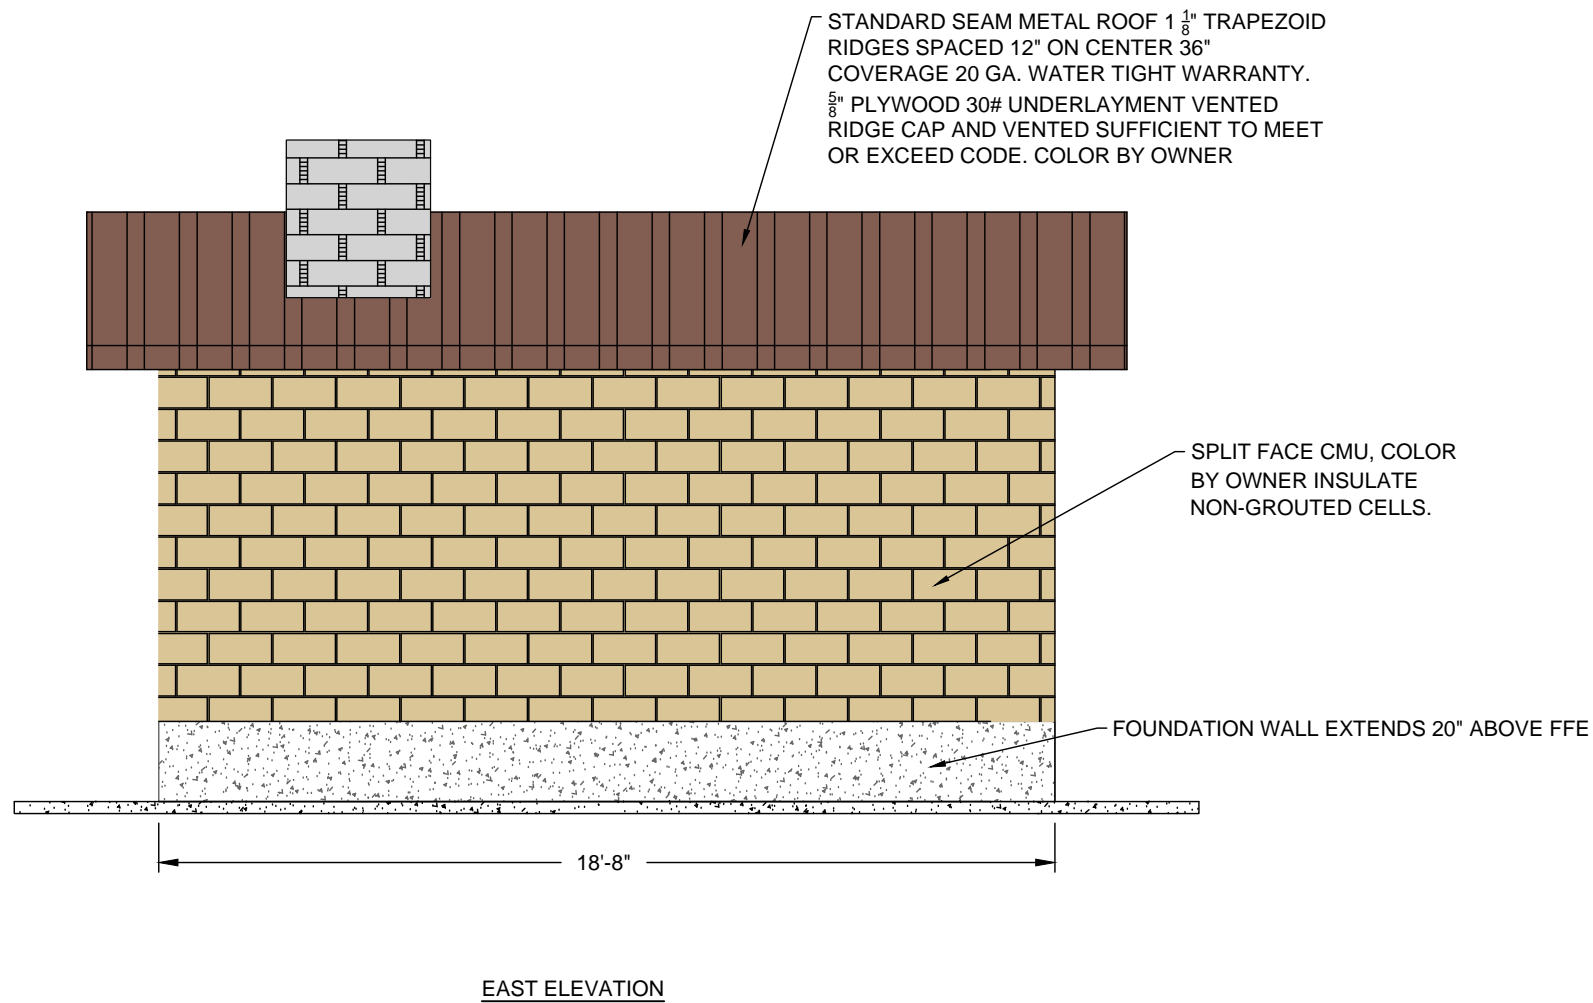 STANDARD SEAM METAL ROOF 1 1/8" TRAPEZOID
RIDGES SPACED 12" ON CENTER 36"
COVERAGE 20 GA. WATER TIGHT WARRANTY.
5/8" PLYWOOD 30# UNDERLAYMENT VENTED
RIDGE CAP AND VENTED SUFFICIENT TO MEET
OR EXCEED CODE. COLOR BY OWNER
SPLIT FACE CMU, COLOR
BY OWNER INSULATE
NON-GROUTED CELLS.
FOUNDATION WALL EXTENDS 20" ABOVE FFE
18'-8"
EAST ELEVATION